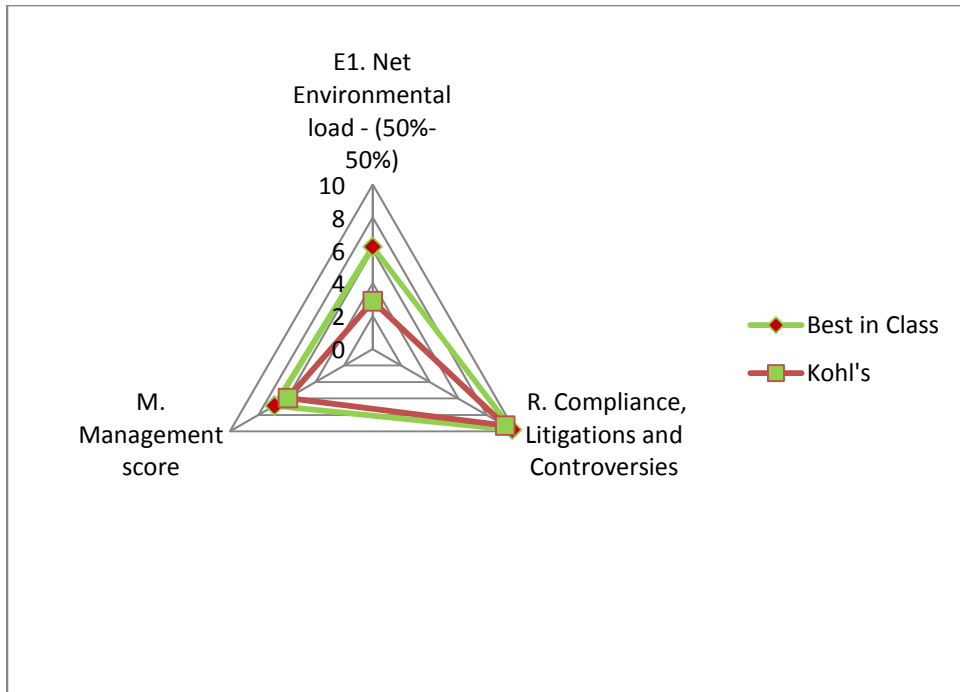 E1. Net
Environmental
load - (50%-
50%)
10
8
6
4
2
0
M.
Management
score
R. Compliance,
Litigations and
Controversies
Best in Class
Kohl's